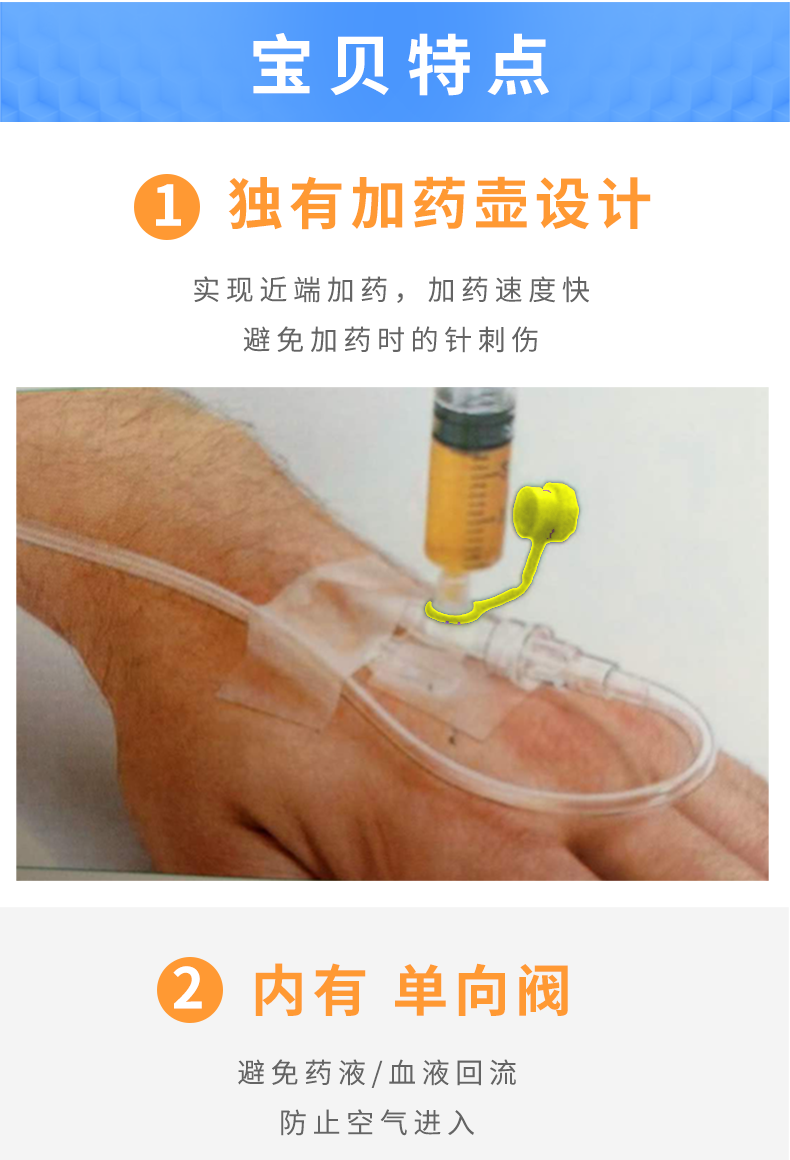 宝贝特点
1 独有加药壶设计
实现近端加药，加药速度快
避免加药时的针刺伤
2 内有 单向阀
避免药液/血液回流
防止空气进入